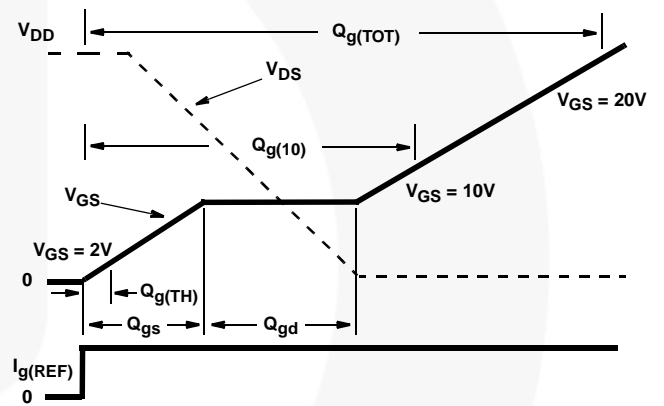 V_DD
Q_g(TOT)
V_DS
V_GS = 20V
Q_g(10)
V_GS
V_GS = 10V
V_GS = 2V
0
Q_g(TH)
Q_gs
Q_gd
I_g(REF)
0